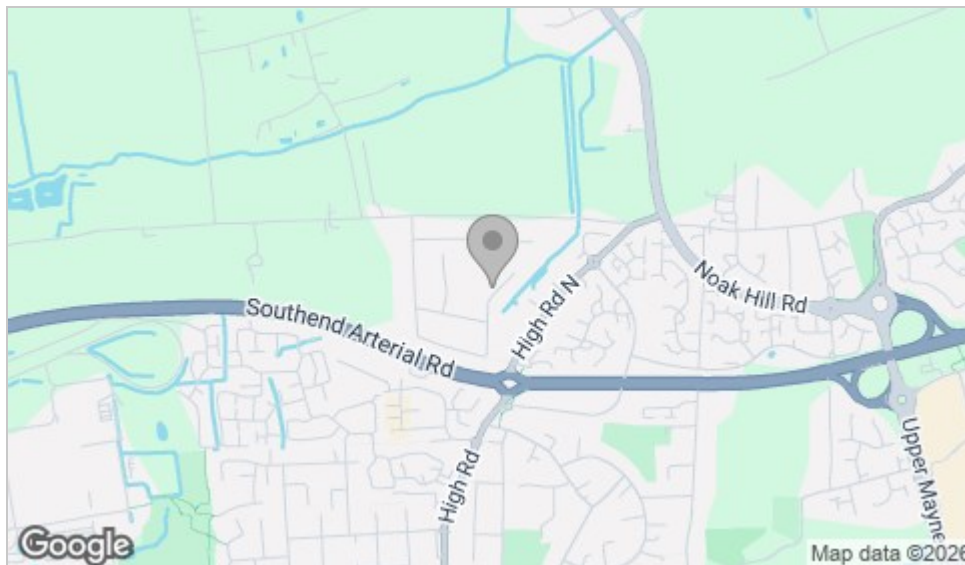 Noak Hill Rd
High Rd N
Southend Arterial Rd
High Rd
Upper Mayne
Google
Map data ©2026